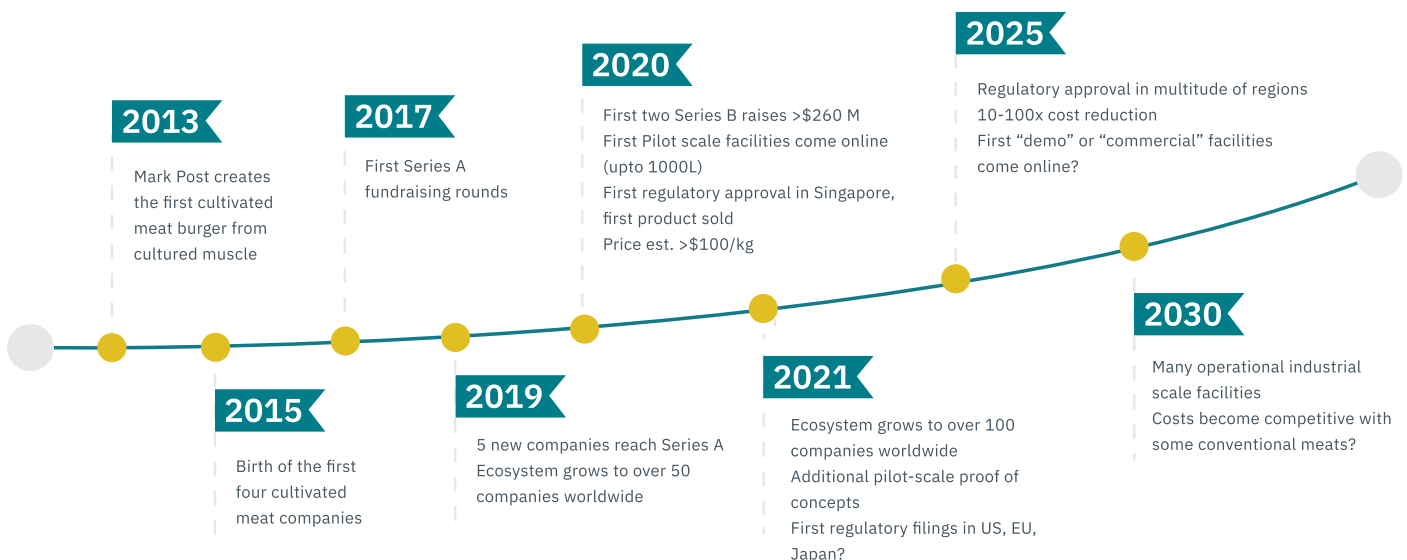 2013
Mark Post creates
the first cultivated
meat burger from
cultured muscle
2015
Birth of the first
four cultivated
meat companies
2017
First Series A
fundraising rounds
2019
5 new companies reach Series A
Ecosystem grows to over 50
companies worldwide
2020
First two Series B raises >$260 M
First Pilot scale facilities come online
(upto 1000L)
First regulatory approval in Singapore,
first product sold
Price est. >$100/kg
2021
Ecosystem grows to over 100
companies worldwide
Additional pilot-scale proof of
concepts
First regulatory filings in US, EU,
Japan?
2025
Regulatory approval in multitude of regions
10-100x cost reduction
First “demo” or “commercial” facilities
come online?
2030
Many operational industrial
scale facilities
Costs become competitive with
some conventional meats?